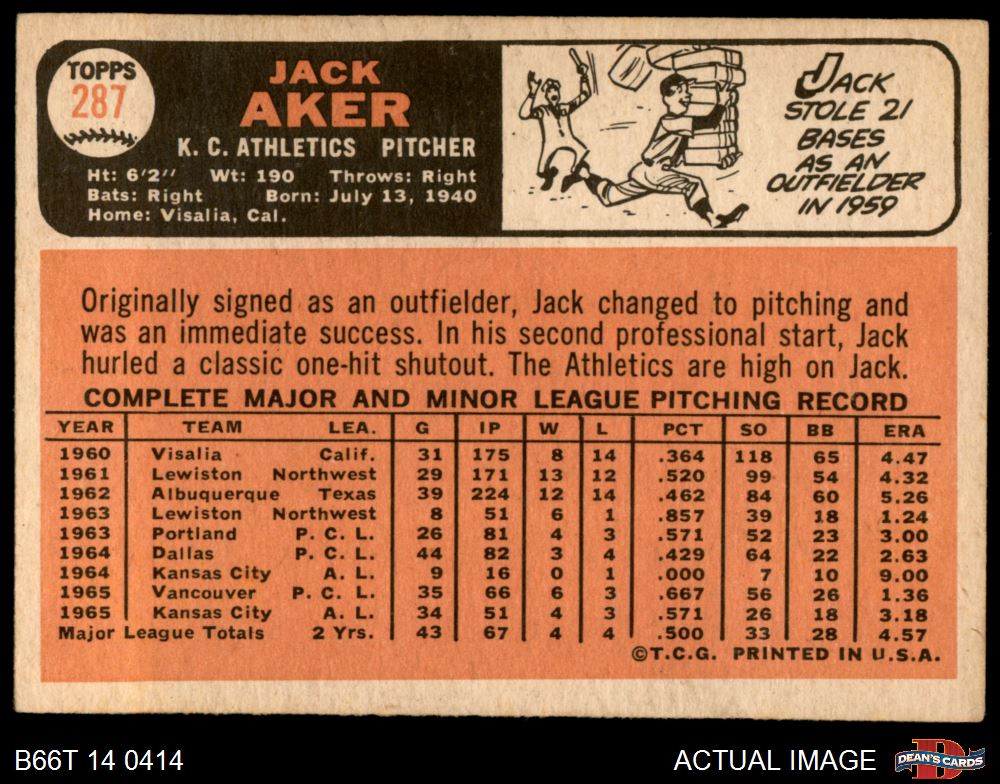 TOPPS
287
JACK
AKER
K. C. ATHLETICS PITCHER
Ht: 6'2" Wt: 190 Throws: Right
Bats: Right Born: July 13, 1940
Home: Visalia, Cal.
JACK
STOLE 21
BASES
AS AN
OUTFIELDER
IN 1959
Originally signed as an outfielder, Jack changed to pitching and
was an immediate success. In his second professional start, Jack
hurled a classic one-hit shutout. The Athletics are high on Jack.
COMPLETE MAJOR AND MINOR LEAGUE PITCHING RECORD
YEAR TEAM LEA. G IP W L PCT SO BB ERA
1960 Visalia Calif. 31 175 8 14 .364 118 65 4.47
1961 Lewiston Northwest 29 171 13 12 .520 99 54 4.32
1962 Albuquerque Texas 39 224 12 14 .462 84 60 5.26
1963 Lewiston Northwest 8 51 6 1 .857 39 18 1.24
1963 Portland P. C. L. 26 81 4 3 .571 52 23 3.00
1964 Dallas P. C. L. 44 82 3 4 .429 64 22 2.63
1964 Kansas City A. L. 9 16 0 1 .000 7 10 9.00
1965 Vancouver P. C. L. 35 66 6 3 .667 56 26 1.36
1965 Kansas City A. L. 34 51 4 3 .571 26 18 3.18
Major League Totals 2 Yrs. 43 67 4 4 .500 33 28 4.57
©T.C.G. PRINTED IN U.S.A.
B66T 14 0414
ACTUAL IMAGE
DEAN'S CARDS